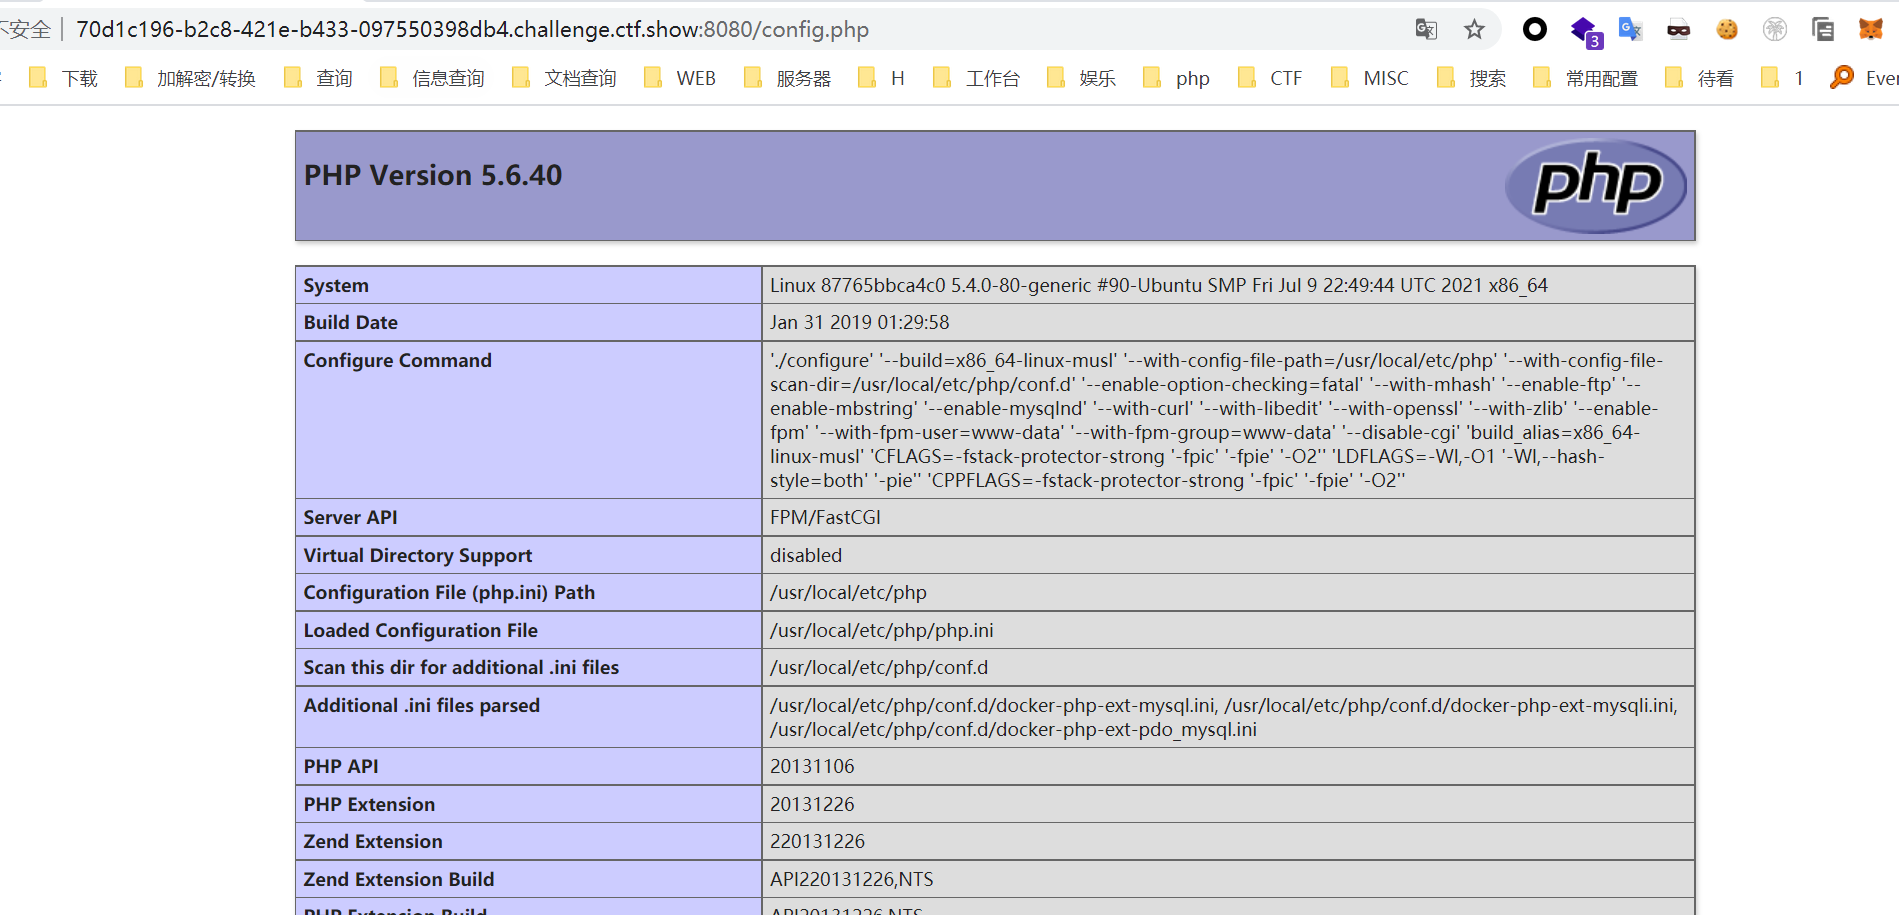 不安全 70d1c196-b2c8-421e-b433-097550398db4.challenge.ctf.show:8080/config.php
3
下载 加解密/转换 查询 信息查询 文档查询 WEB 服务器 H 工作台 娱乐 php CTF MISC 搜索 常用配置 待看 1 Ever
PHP Version 5.6.40
php
System Linux 87765bbca4c0 5.4.0-80-generic #90-Ubuntu SMP Fri Jul 9 22:49:44 UTC 2021 x86_64
Build Date Jan 31 2019 01:29:58
Configure Command './configure' '--build=x86_64-linux-musl' '--with-config-file-path=/usr/local/etc/php' '--with-config-file-
scan-dir=/usr/local/etc/php/conf.d' '--enable-option-checking=fatal' '--with-mhash' '--enable-ftp' '--
enable-mbstring' '--enable-mysqlnd' '--with-curl' '--with-libedit' '--with-openssl' '--with-zlib' '--enable-
fpm' '--with-fpm-user=www-data' '--with-fpm-group=www-data' '--disable-cgi' 'build_alias=x86_64-
linux-musl' 'CFLAGS=-fstack-protector-strong '-fpic' '-fpie' '-O2'' 'LDFLAGS=-Wl,-O1 '-Wl,--hash-
style=both' '-pie'' 'CPPFLAGS=-fstack-protector-strong '-fpic' '-fpie' '-O2''
Server API FPM/FastCGI
Virtual Directory Support disabled
Configuration File (php.ini) Path /usr/local/etc/php
Loaded Configuration File /usr/local/etc/php/php.ini
Scan this dir for additional .ini files /usr/local/etc/php/conf.d
Additional .ini files parsed /usr/local/etc/php/conf.d/docker-php-ext-mysql.ini, /usr/local/etc/php/conf.d/docker-php-ext-mysqli.ini,
/usr/local/etc/php/conf.d/docker-php-ext-pdo_mysql.ini
PHP API 20131106
PHP Extension 20131226
Zend Extension 220131226
Zend Extension Build API220131226,NTS
PHP Extension Build API20131226,NTS